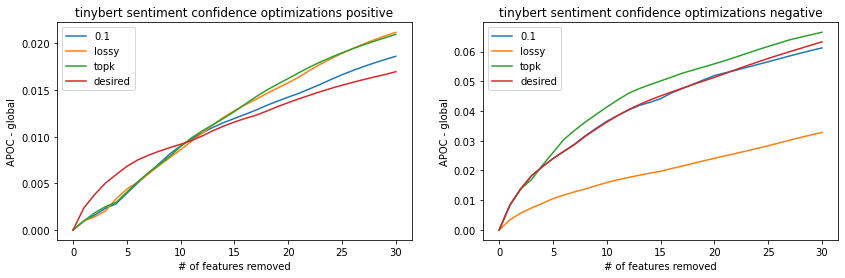 tinybert sentiment confidence optimizations positive
0.1
lossy
topk
desired
APOC - global
0.020
0.015
0.010
0.005
0.000
0 5 10 15 20 25 30
# of features removed
tinybert sentiment confidence optimizations negative
0.1
lossy
topk
desired
APOC - global
0.06
0.05
0.04
0.03
0.02
0.01
0.00
0 5 10 15 20 25 30
# of features removed